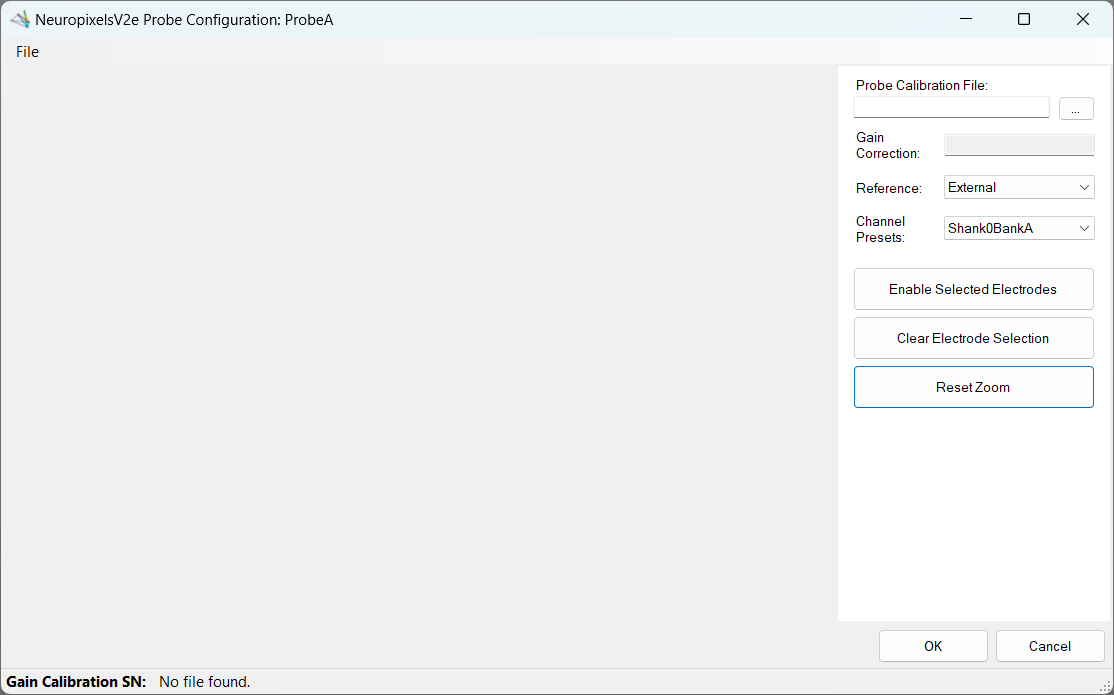 NeuropixelsV2e Probe Configuration: ProbeA
File
Probe Calibration File:
...
Gain
Correction:
Reference:
External
Channel
Presets:
Shank0BankA
Enable Selected Electrodes
Clear Electrode Selection
Reset Zoom
OK
Cancel
Gain Calibration SN: No file found.